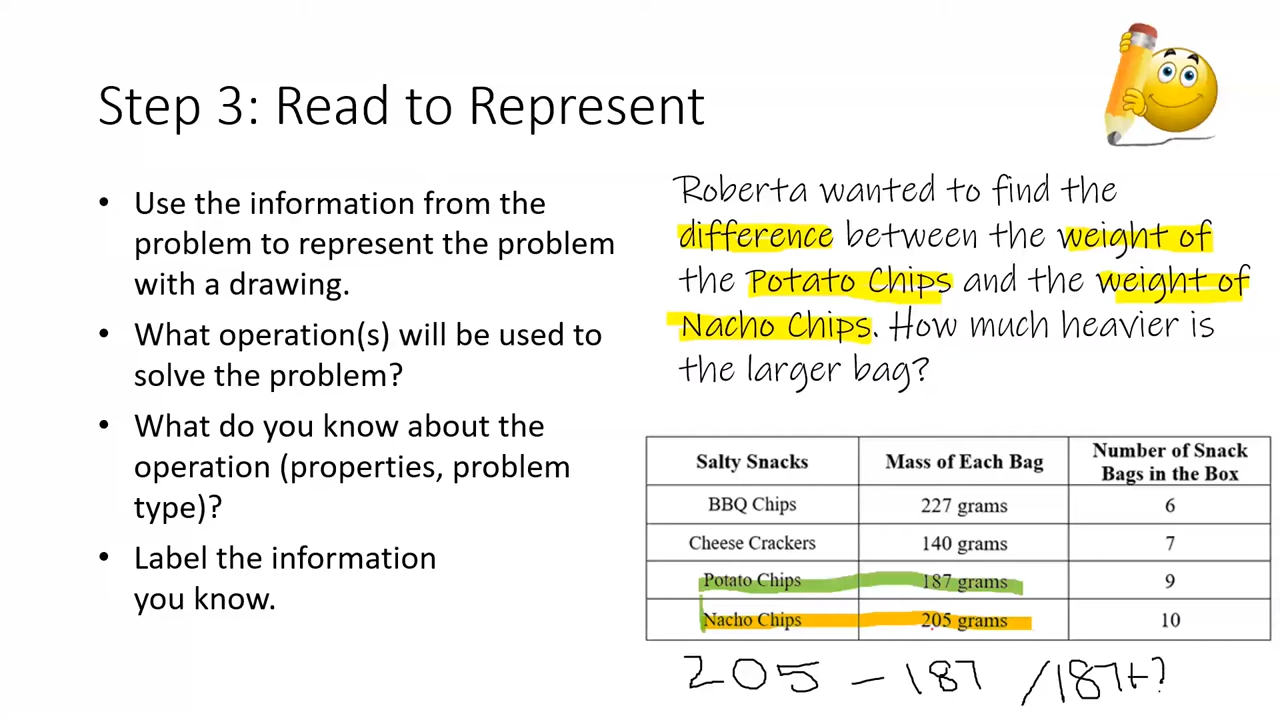 Step 3: Read to Represent
• Use the information from the
problem to represent the problem
with a drawing.
• What operation(s) will be used to
solve the problem?
• What do you know about the
operation (properties, problem
type)?
• Label the information
you know.
Roberta wanted to find the
difference between the weight of
the Potato Chips and the weight of
Nacho Chips. How much heavier is
the larger bag?
Salty Snacks Mass of Each Bag Number of Snack
Bags in the Box
BBQ Chips 227 grams 6
Cheese Crackers 140 grams 7
Potato Chips 187 grams 9
Nacho Chips 205 grams 10
205 - 187 /187+?